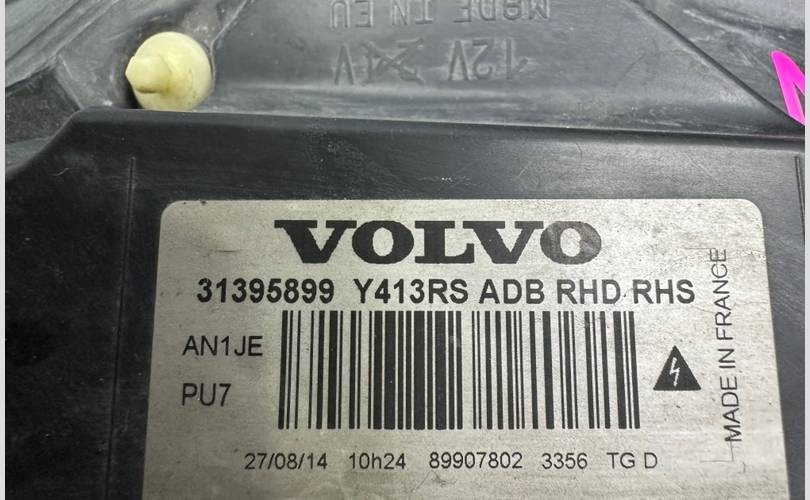 MADE IN EU
12V 24V
VOLVO
31395899 Y413RS ADB RHD RHS
AN1JE
PU7
MADE IN FRANCE
27/08/14 10h24 89907802 3356 TG D